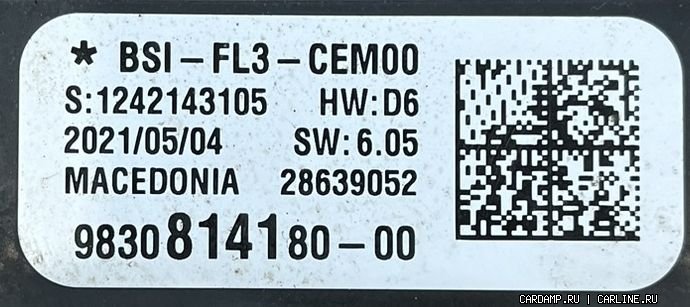 * BSI-FL3-CEM00
S:1242143105 HW:D6
2021/05/04 SW:6.05
MACEDONIA 28639052
9830814180-00
CARDAMP.RU | CARLINE.RU